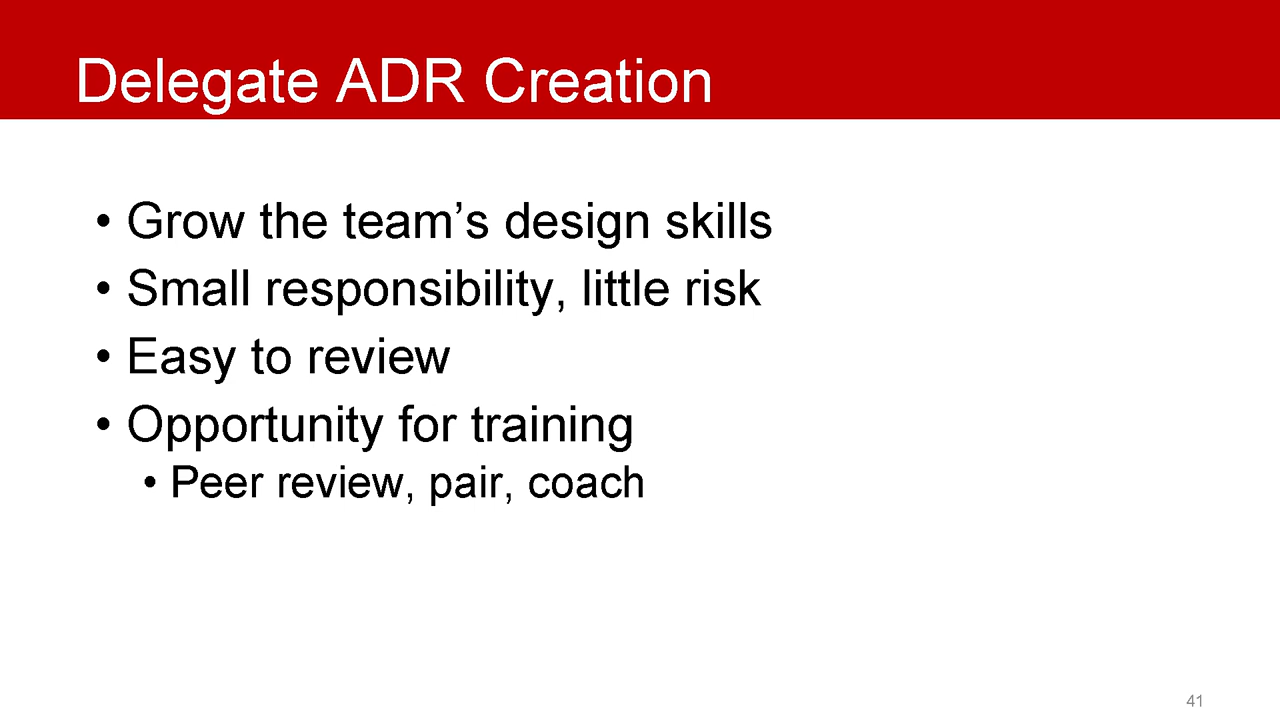 Delegate ADR Creation
• Grow the team’s design skills
• Small responsibility, little risk
• Easy to review
• Opportunity for training
• Peer review, pair, coach
41